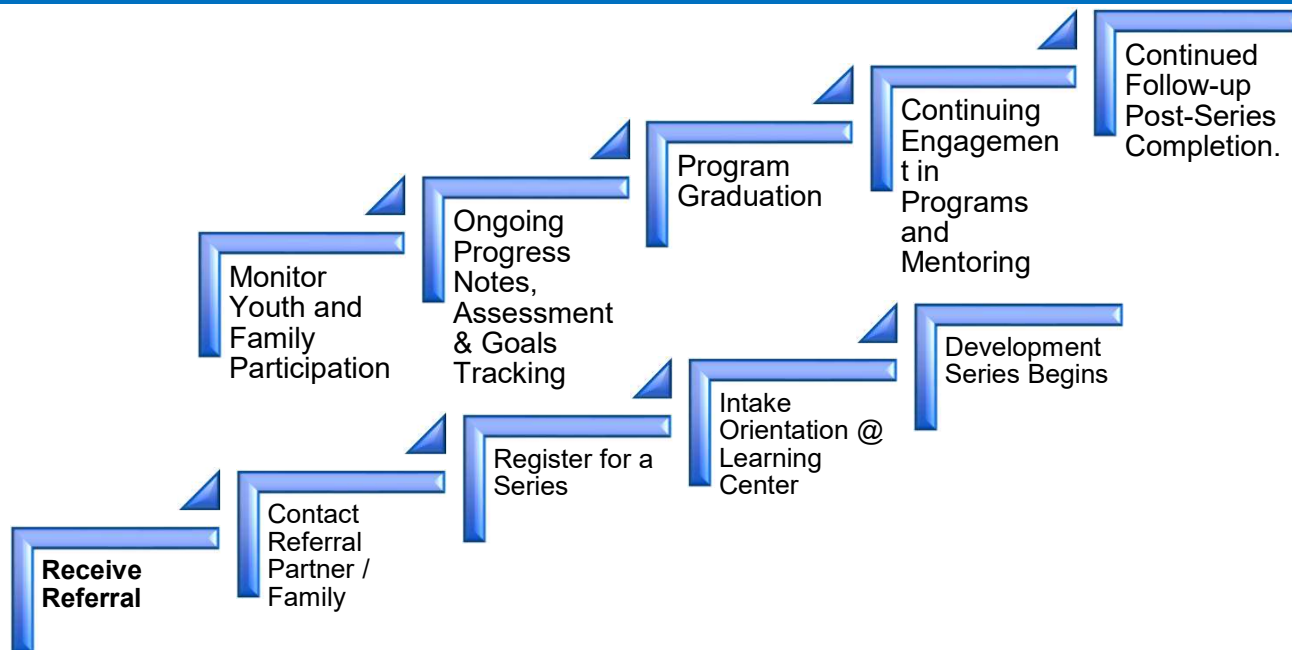 Receive
Referral
Contact
Referral
Partner /
Family
Register for a
Series
Intake
Orientation @
Learning
Center
Development
Series Begins
Monitor
Youth and
Family
Participation
Ongoing
Progress
Notes,
Assessment
& Goals
Tracking
Program
Graduation
Continuing
Engagemen
t in
Programs
and
Mentoring
Continued
Follow-up
Post-Series
Completion.